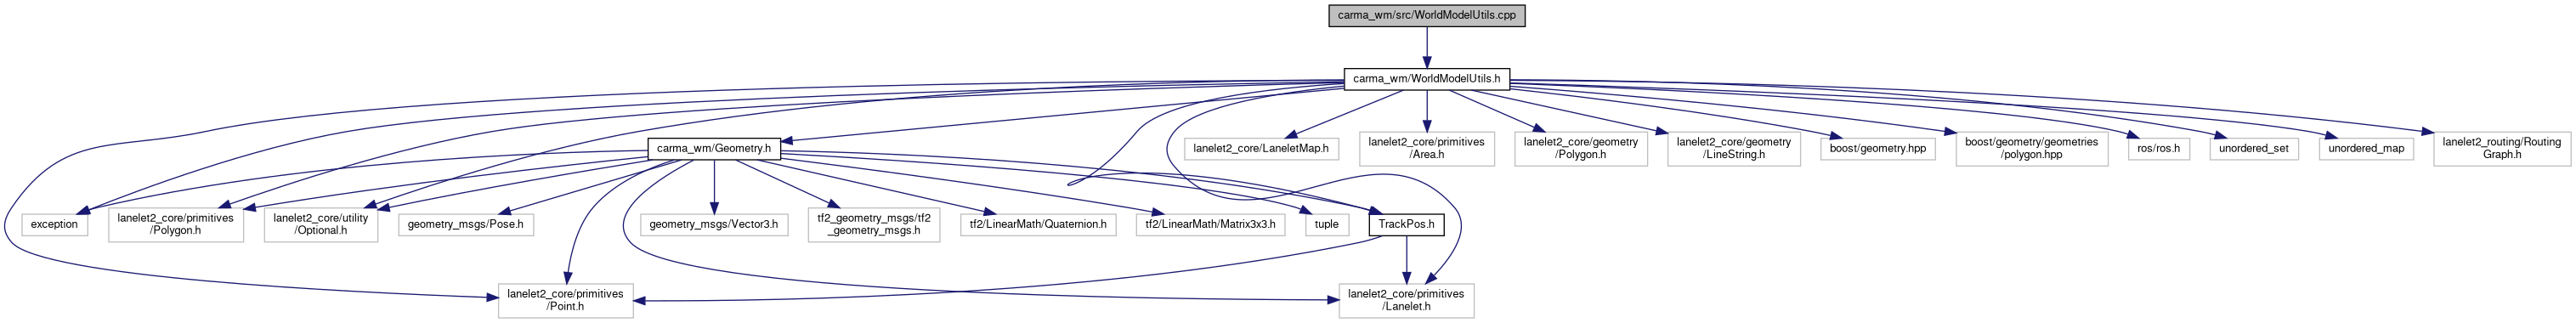 carma_wm/src/WorldModelUtils.cpp
carma_wm/WorldModelUtils.h
carma_wm/Geometry.h
lanelet2_core/LaneletMap.h
lanelet2_core/primitives
/Area.h
lanelet2_core/geometry
/Polygon.h
lanelet2_core/geometry
/LineString.h
boost/geometry.hpp
boost/geometry/geometries
/polygon.hpp
ros/ros.h
unordered_set
unordered_map
lanelet2_routing/Routing
Graph.h
exception
lanelet2_core/primitives
/Polygon.h
lanelet2_core/utility
/Optional.h
geometry_msgs/Pose.h
geometry_msgs/Vector3.h
tf2_geometry_msgs/tf2
_geometry_msgs.h
tf2/LinearMath/Quaternion.h
tf2/LinearMath/Matrix3x3.h
tuple
TrackPos.h
lanelet2_core/primitives
/Point.h
lanelet2_core/primitives
/Lanelet.h